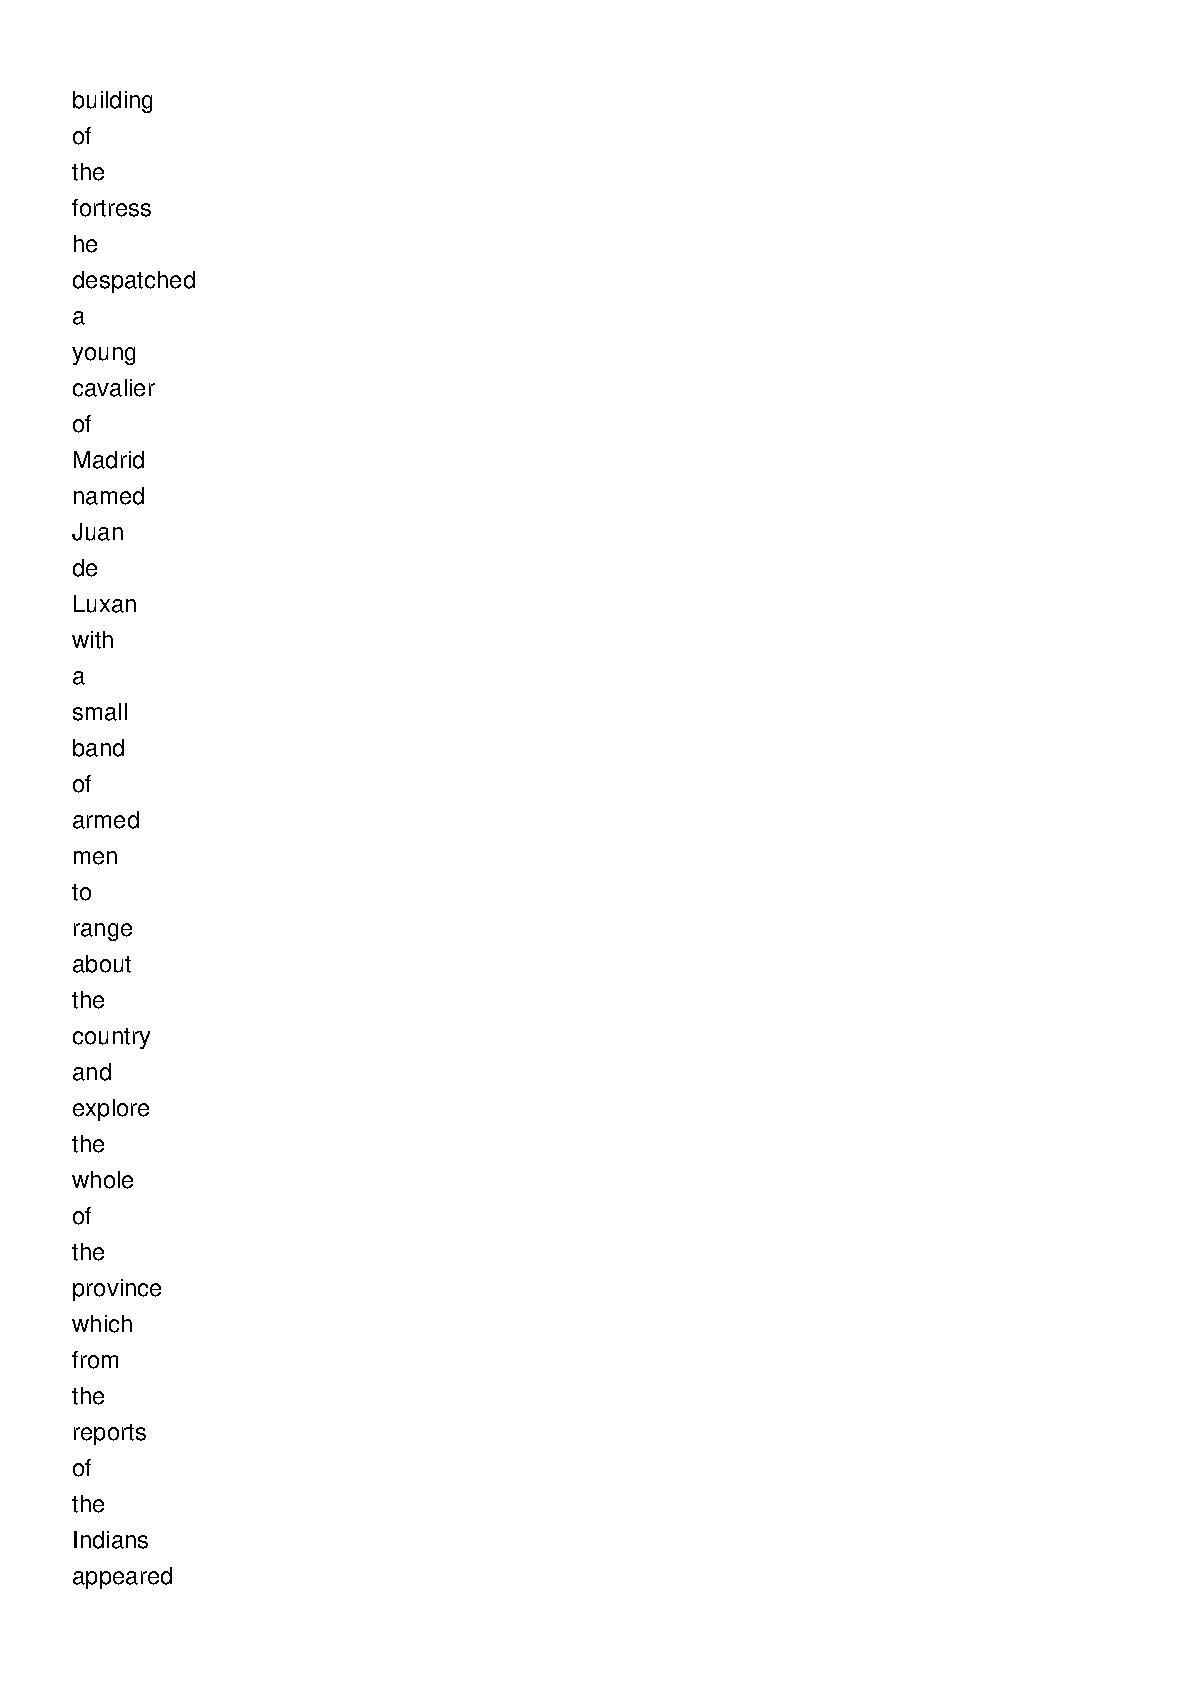 building
of
the
fortress
he
despatched
a
young
cavalier
of
Madrid
named
Juan
de
Luxan
with
a
small
band
of
armed
men
to
range
about
the
country
and
explore
the
whole
of
the
province
which
from
the
reports
of
the
Indians
appeared